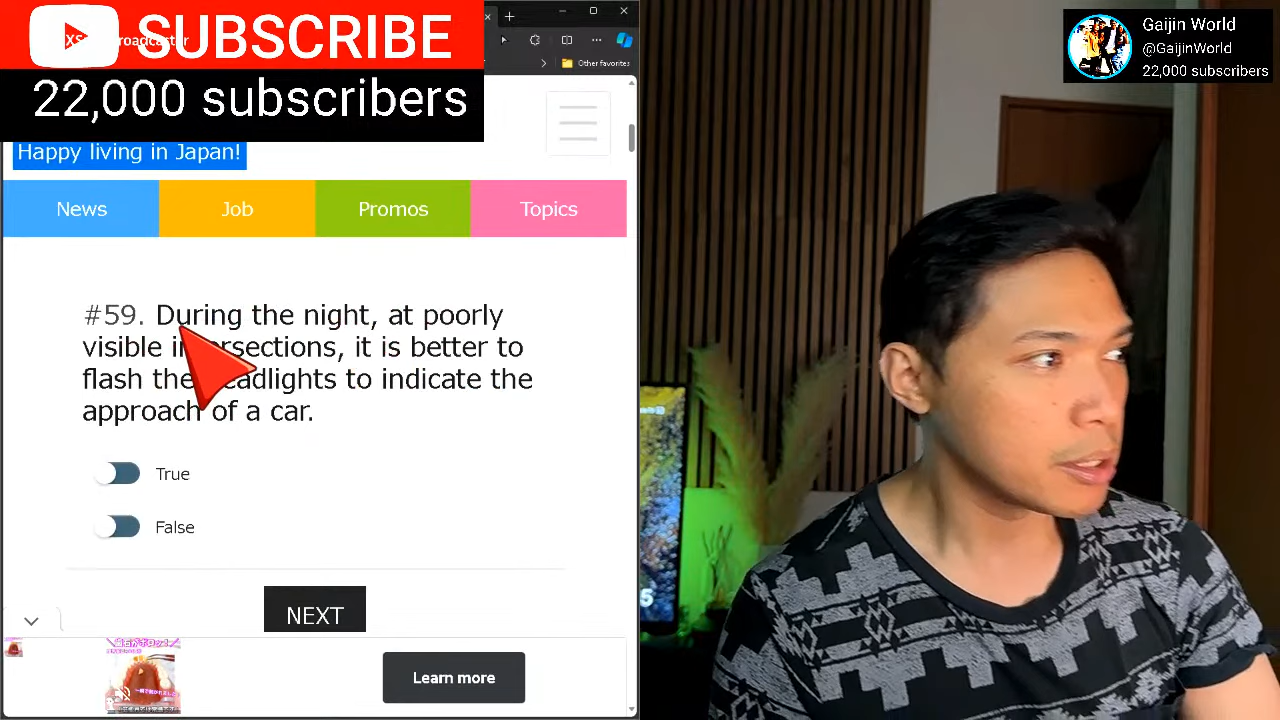 SUBSCRIBE
22,000 subscribers
Other favorites
Happy living in Japan!
News
Job
Promos
Topics
#59. During the night, at poorly
visible intersections, it is better to
flash the headlights to indicate the
approach of a car.
True
False
NEXT
Learn more
Gaijin World
@GaijinWorld
22,000 subscribers